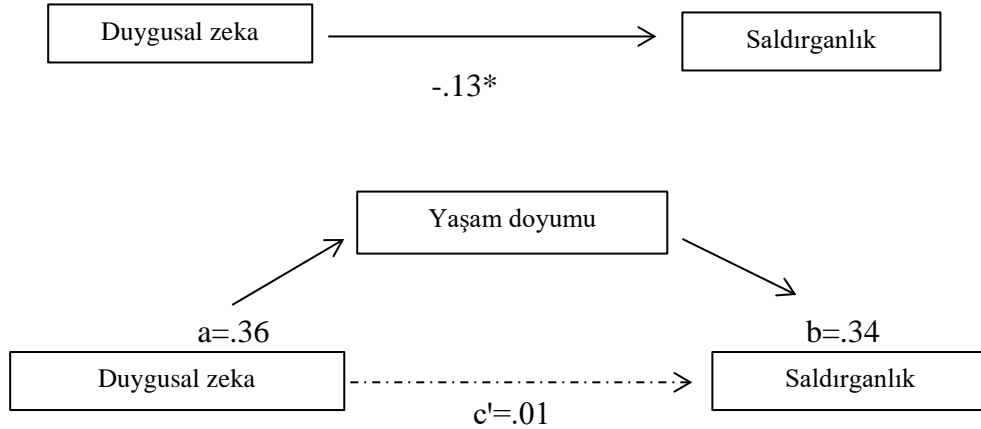 Duygusal zeka
Saldırganlık
-.13*
Yaşam doyumu
a=.36
b=.34
Duygusal zeka
Saldırganlık
c'=.01